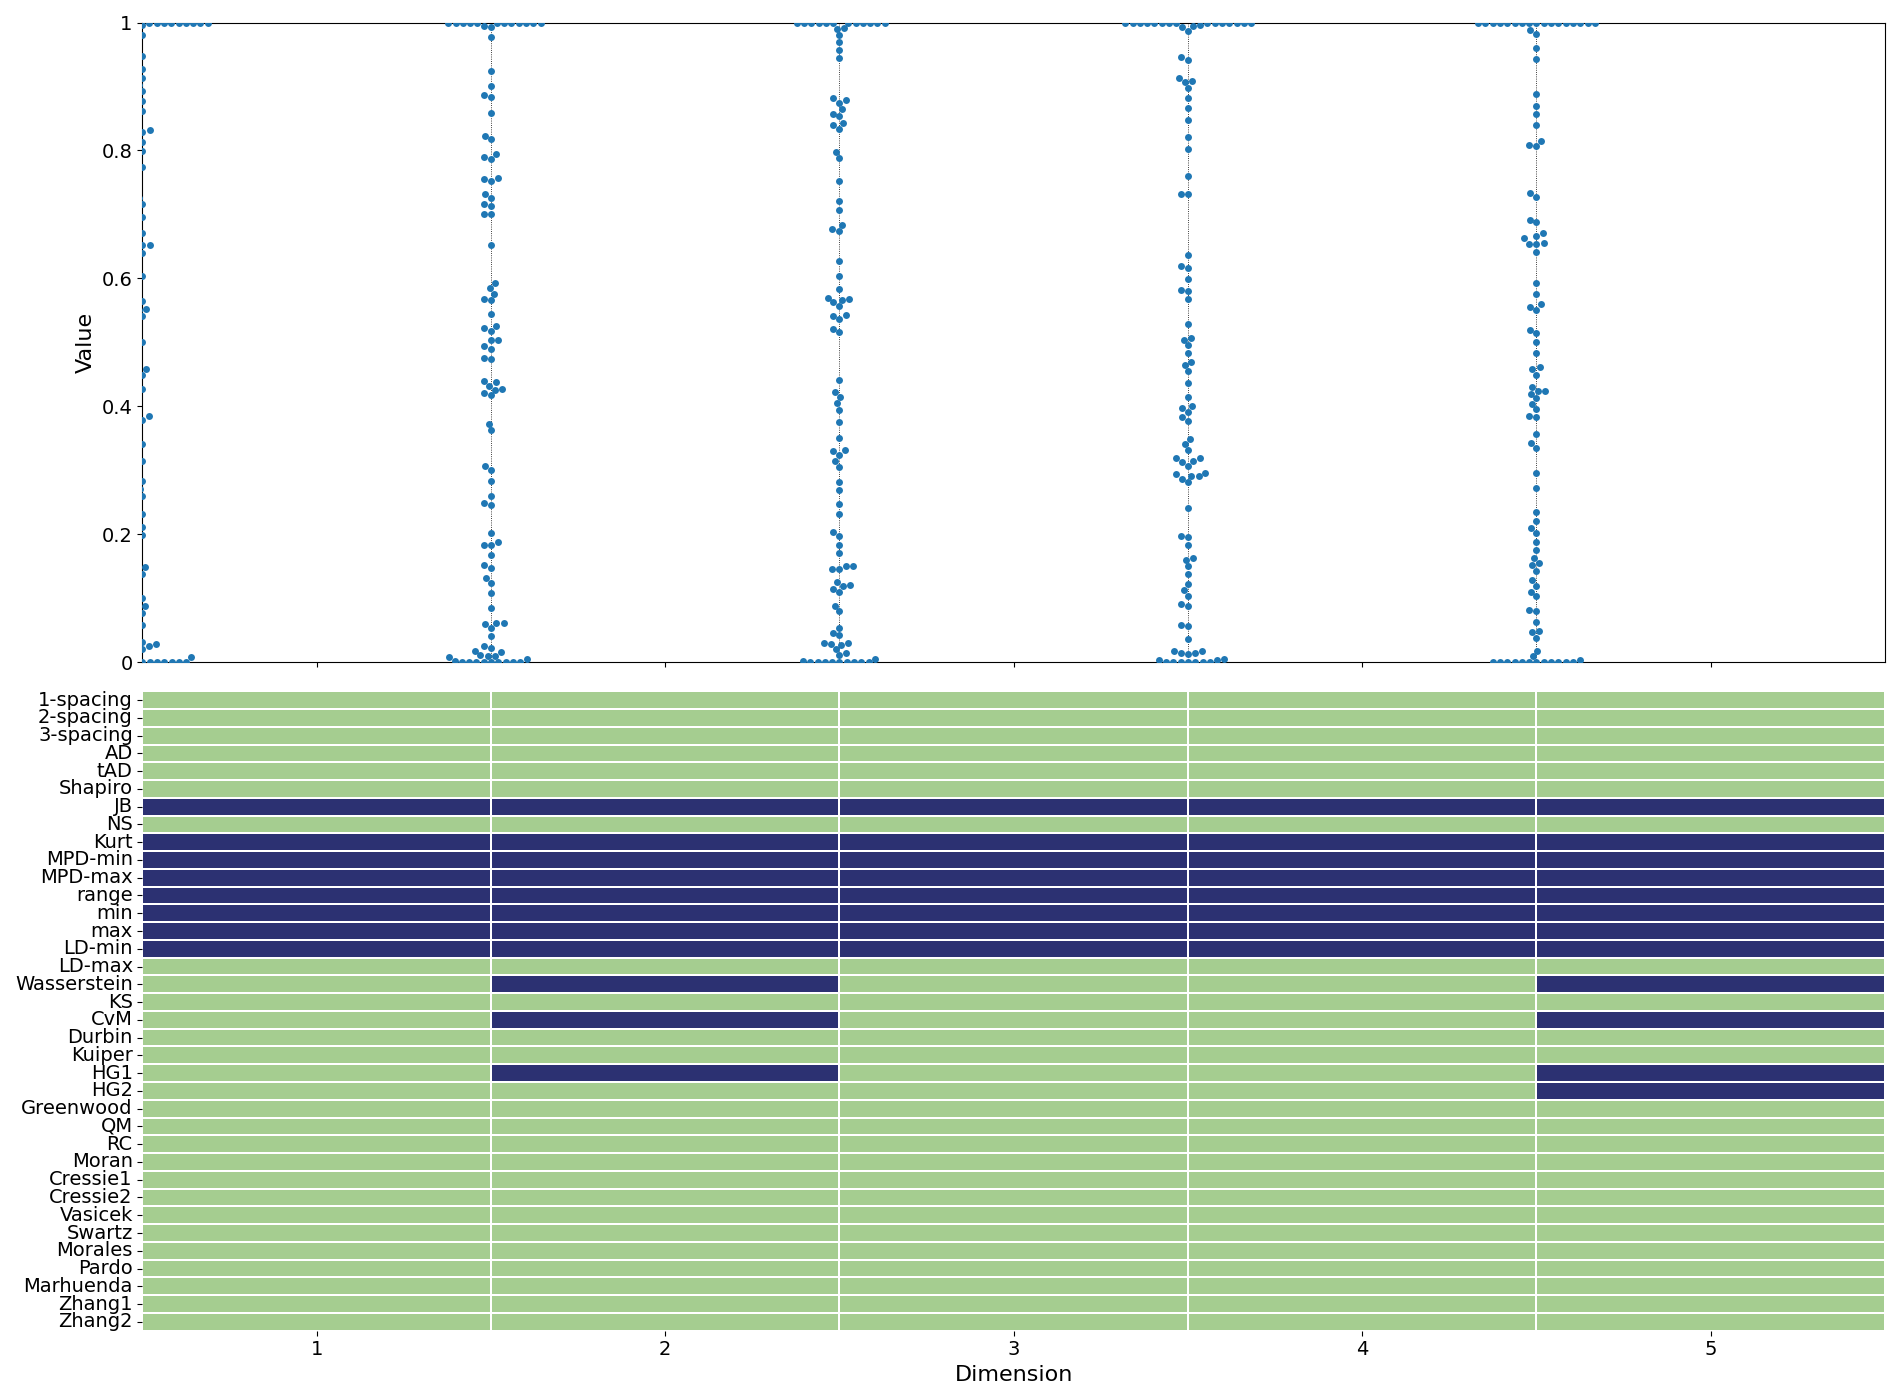 1
0.8
0.6
0.4
0.2
0
Value
1-spacing
2-spacing
3-spacing
AD
tAD
Shapiro
JB
NS
Kurt
MPD-min
MPD-max
range
min
max
LD-min
LD-max
Wasserstein
KS
CvM
Durbin
Kuiper
HG1
HG2
Greenwood
QM
RC
Moran
Cressie1
Cressie2
Vasicek
Swartz
Morales
Pardo
Marhuenda
Zhang1
Zhang2
1 2 3 4 5
Dimension